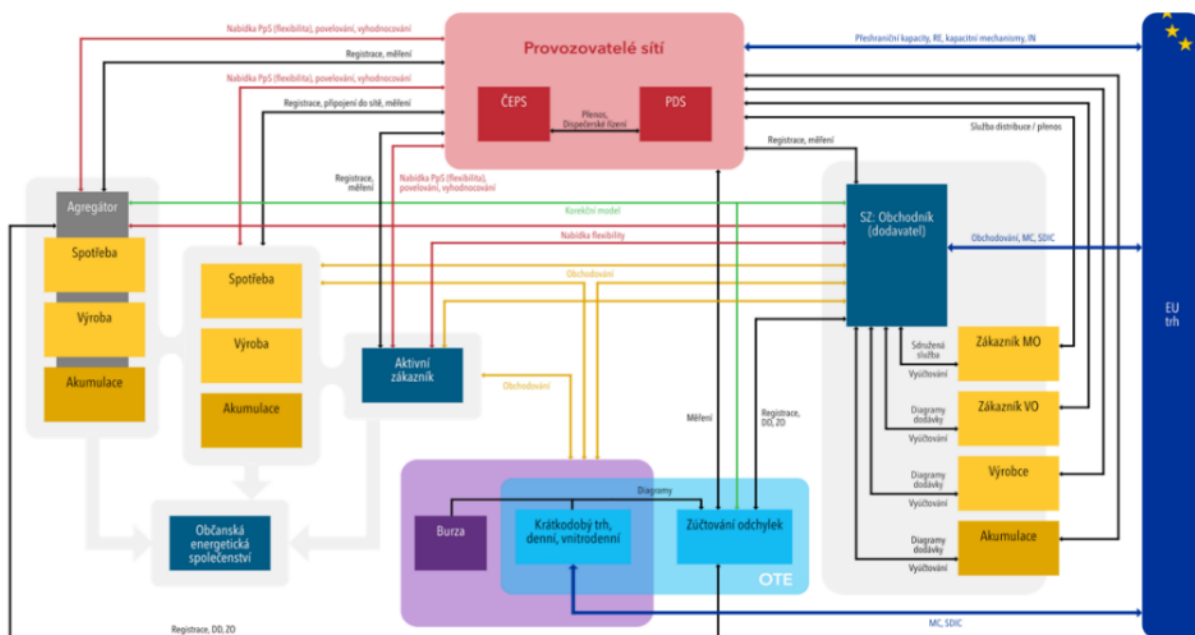 Nabídka PpS (flexibilita), povelování, vyhodnocování
Registrace, měření
Nabídka PpS (flexibilita), povelování, vyhodnocování
Registrace, připojení do sítě, měření
Provozovatelé sítí
ČEPS
PDS
Přenos,
Dispečerské řízení
Přeshraniční kapacity, RE, kapacitní mechanismy, IN
Služba distribuce / přenos
Registrace, měření
Registrace,
měření
Nabídka PpS (flexibilita),
povelování, vyhodnocování
Korekční model
Nabídka flexibility
Obchodování
Agregátor
Spotřeba
Výroba
Akumulace
Spotřeba
Výroba
Akumulace
Aktivní
zákazník
Obchodování
SZ: Obchodník
(dodavatel)
Obchodování, MC, SDIC
EU
trh
Sdružená
služba
Vyúčtování
Zákazník MO
Diagramy
dodávky
Vyúčtování
Zákazník VO
Diagramy
dodávky
Vyúčtování
Výrobce
Diagramy
dodávky
Vyúčtování
Akumulace
Měření
Registrace,
DD, ZO
Občanská
energetická
společenství
Diagramy
Burza
Krátkodobý trh,
denní, vnitrodenní
Zúčtování odchylek
OTE
MC, SDIC
Registrace, DD, ZO